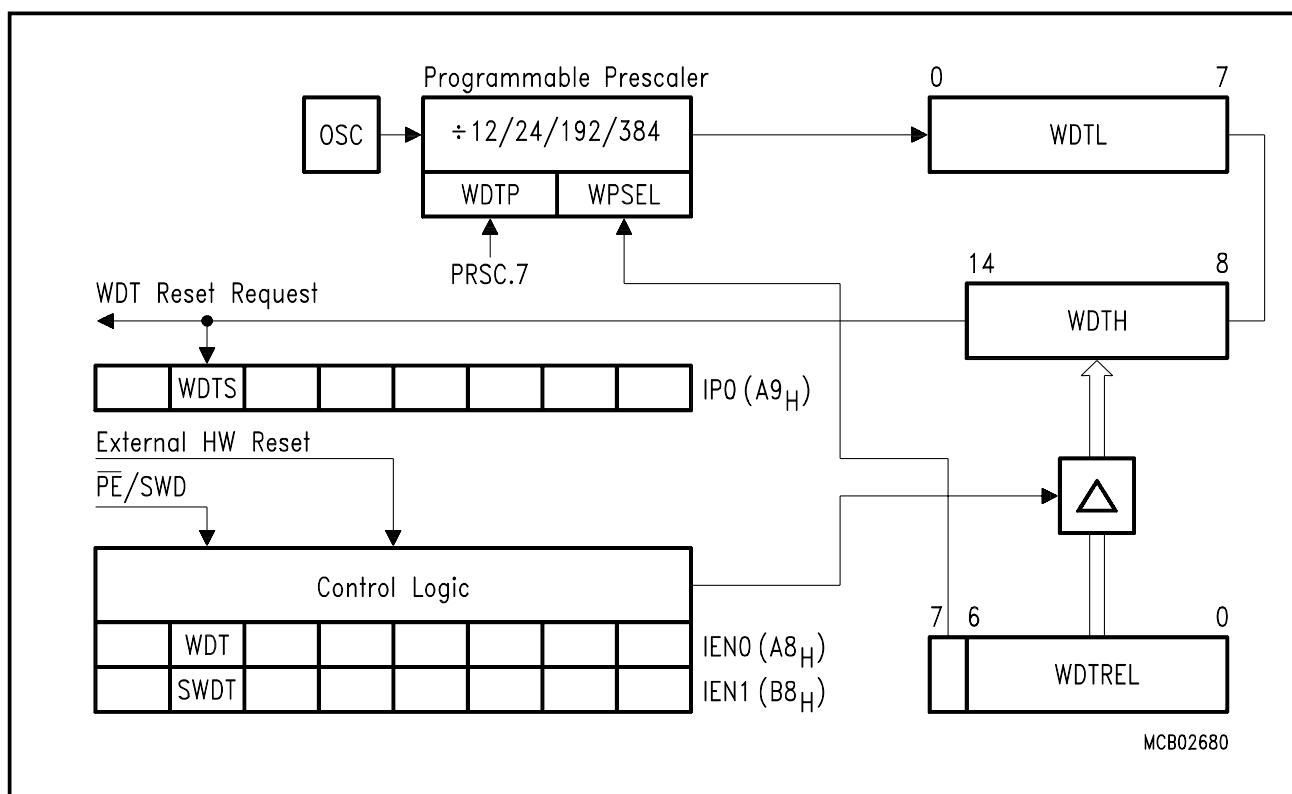 Programmable Prescaler
0 7
OSC
÷12/24/192/384
WDTL
WDTP WPSEL
PRSC.7
14 8
WDT Reset Request
WDTH
WDTS
IP0 (A9H)
External HW Reset
PE/SWD
Control Logic
7 6 0
WDT
IEN0 (A8H)
WDTREL
SWDT
IEN1 (B8H)
MCB02680